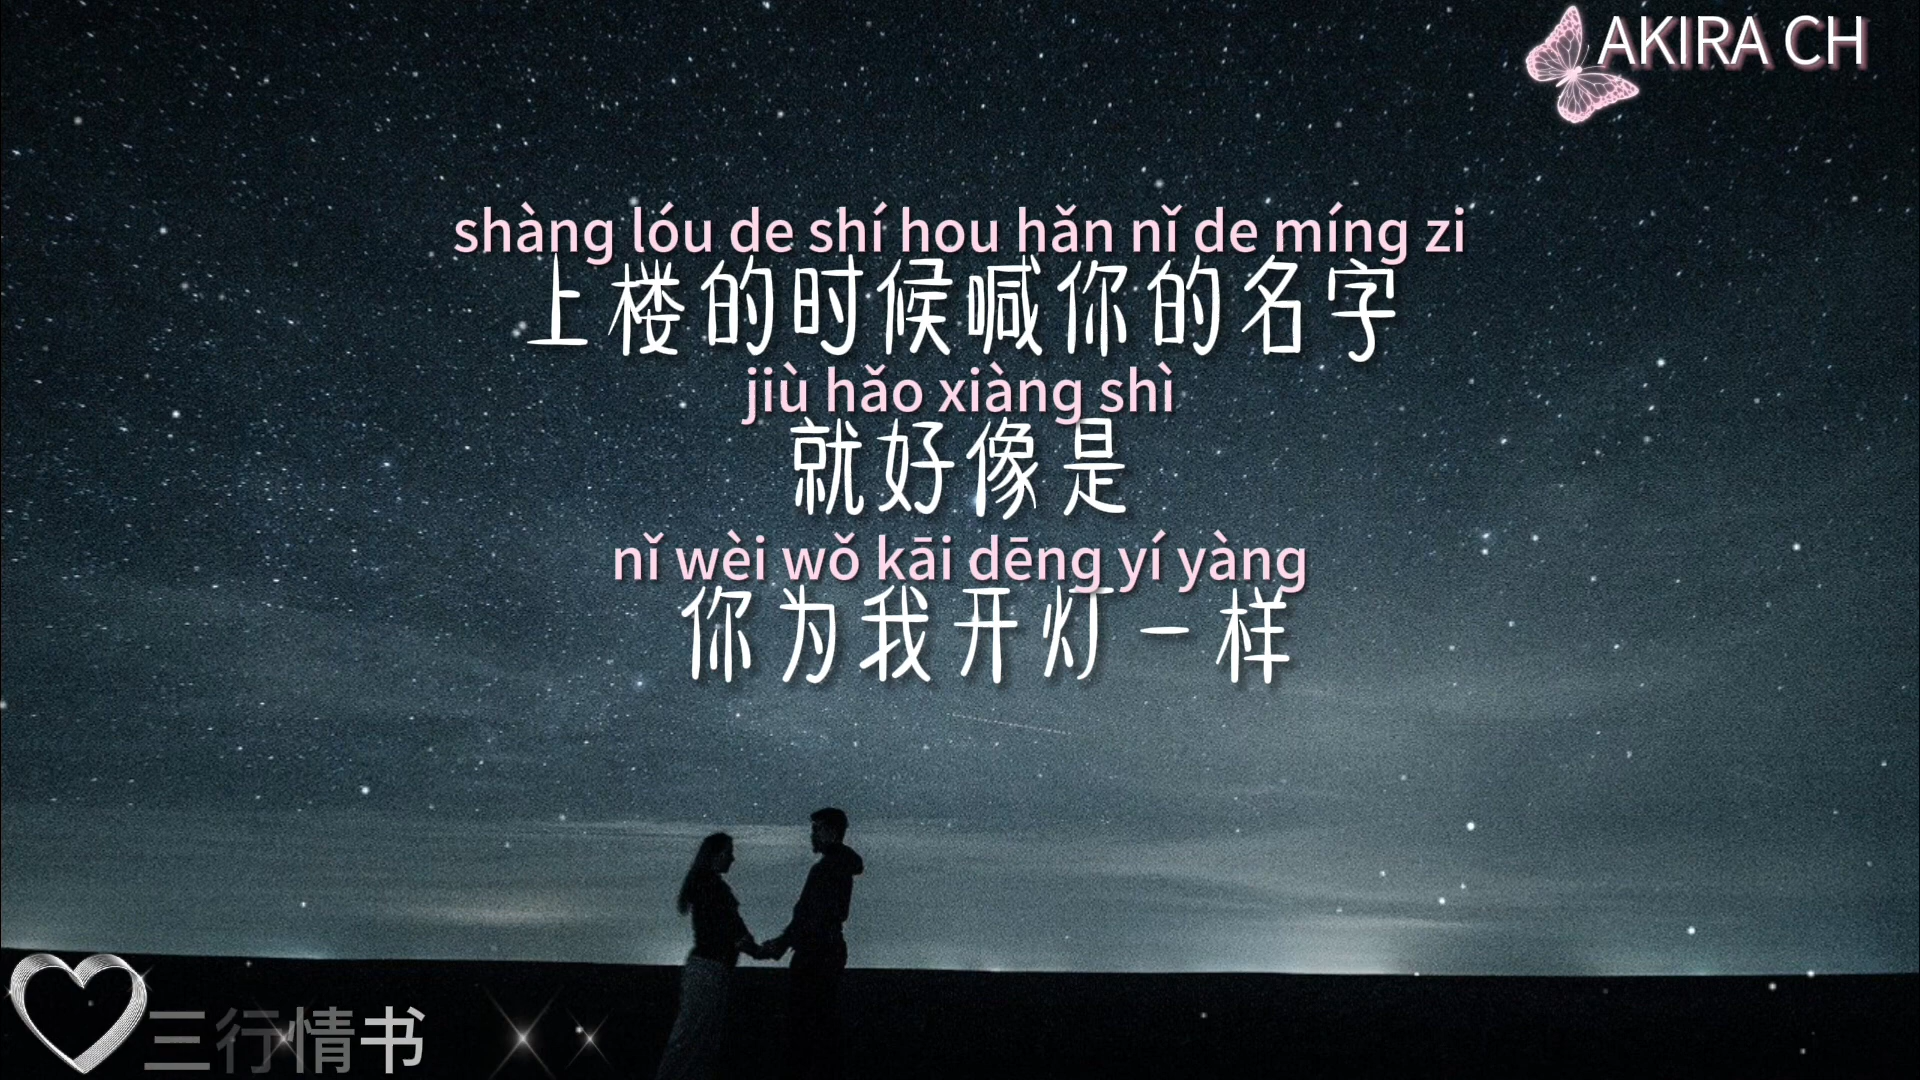 AKIRA CH
shàng lóu de shí hou hǎn nǐ de míng zi
上楼的时候喊你的名字
jiù hǎo xiàng shì
就好像是
nǐ wèi wǒ kāi dēng yí yàng
你为我开灯一样
三行情书